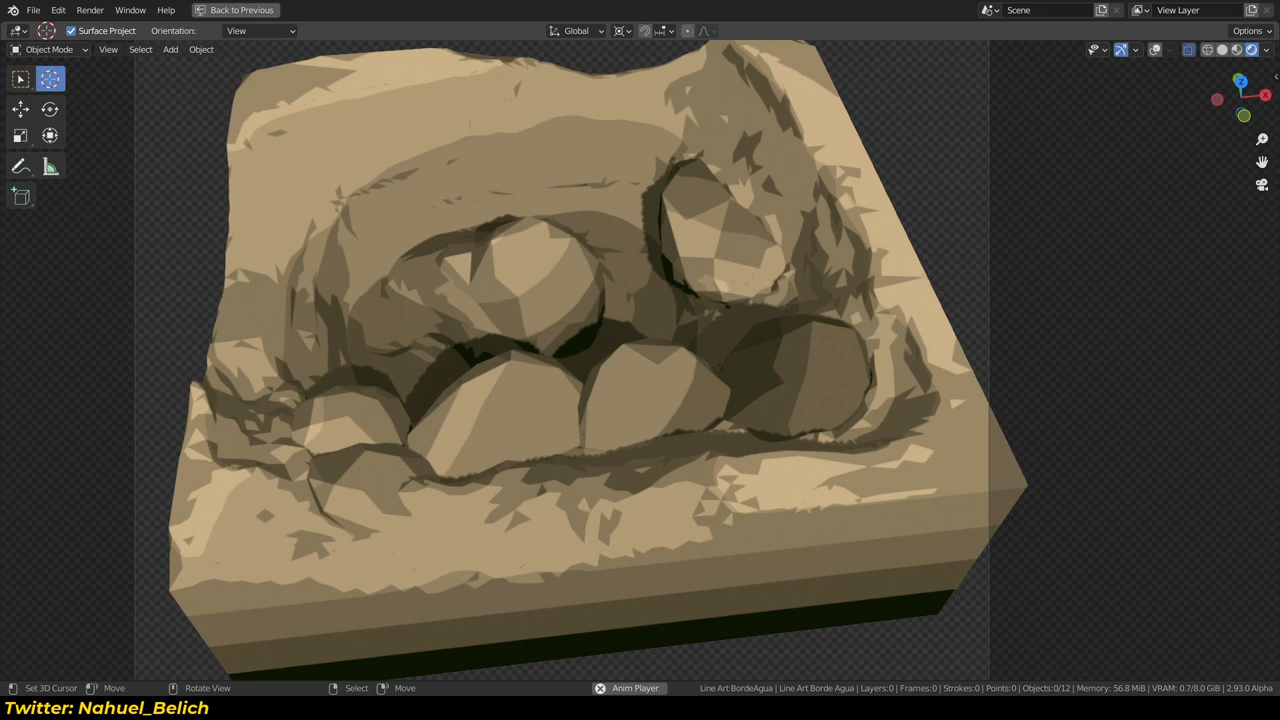 File Edit Render Window Help Back to Previous Scene View Layer
Surface Project Orientation: View Global Options
Object Mode View Select Add Object
Z
X
Set 3D Cursor Move Rotate View Select Move Anim Player Line Art BordeAgua | Line Art Borde Agua | Layers:0 | Frames:0 | Strokes:0 | Points:0 | Objects:0/12 | Memory: 56.8 MiB | VRAM: 0.7/8.0 GiB | 2.93.0 Alpha
Twitter: Nahuel_Belich